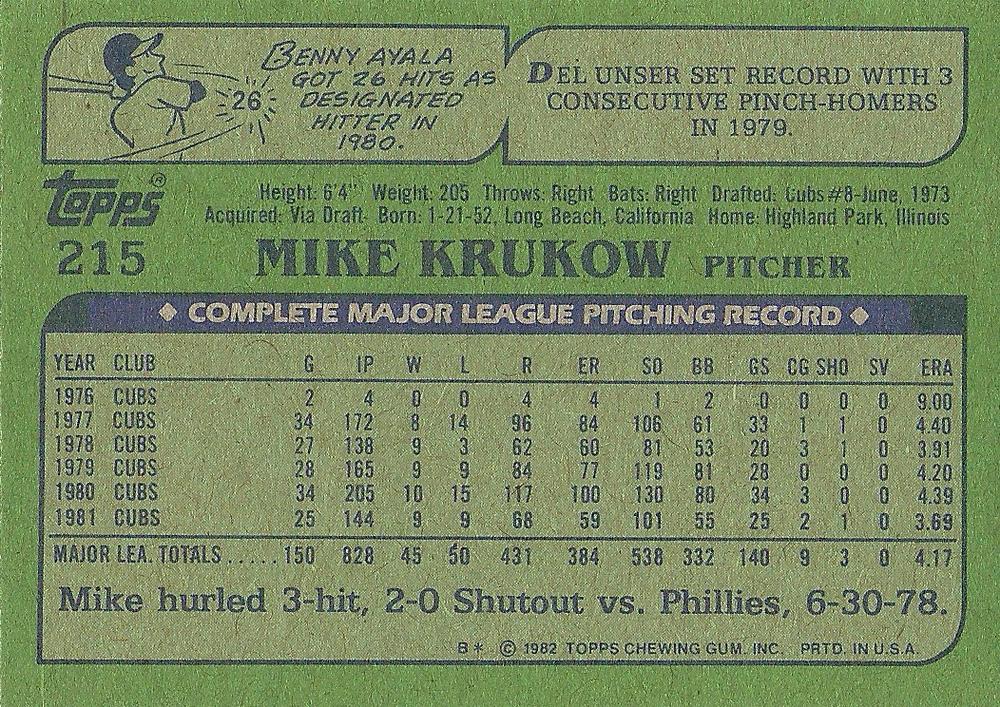 BENNY AYALA
GOT 26 HITS AS
DESIGNATED
HITTER IN
1980.
26
DEL UNSER SET RECORD WITH 3
CONSECUTIVE PINCH-HOMERS
IN 1979.
topps®
Height: 6'4" Weight: 205 Throws: Right Bats: Right Drafted: Cubs #8-June, 1973
Acquired: Via Draft Born: 1-21-52, Long Beach, California Home: Highland Park, Illinois
215 MIKE KRUKOW PITCHER
◆ COMPLETE MAJOR LEAGUE PITCHING RECORD ◆
YEAR CLUB G IP W L R ER SO BB GS CG SHO SV ERA
1976 CUBS 2 4 0 0 4 4 1 2 0 0 0 0 9.00
1977 CUBS 34 172 8 14 96 84 106 61 33 1 1 0 4.40
1978 CUBS 27 138 9 3 62 60 81 53 20 3 1 0 3.91
1979 CUBS 28 165 9 9 84 77 119 81 28 0 0 0 4.20
1980 CUBS 34 205 10 15 117 100 130 80 34 3 0 0 4.39
1981 CUBS 25 144 9 9 68 59 101 55 25 2 1 0 3.69
MAJOR LEA. TOTALS ..... 150 828 45 50 431 384 538 332 140 9 3 0 4.17
Mike hurled 3-hit, 2-0 Shutout vs. Phillies, 6-30-78.
B* © 1982 TOPPS CHEWING GUM, INC. PRTD. IN U.S.A.